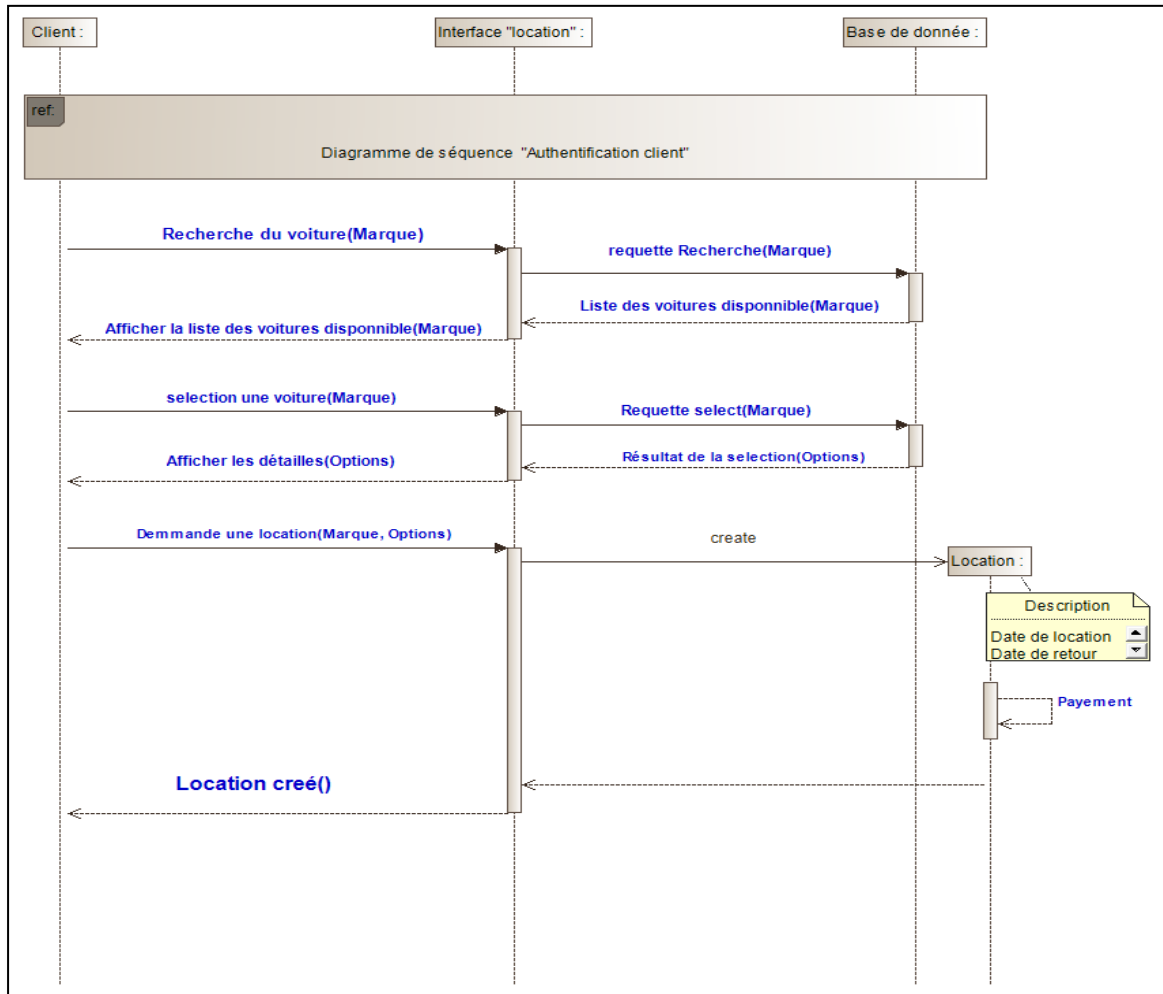 Client :
Interface "location" :
Base de donnée :
ref:
Diagramme de séquence "Authentification client"
Recherche du voiture(Marque)
requette Recherche(Marque)
Liste des voitures disponnible(Marque)
Afficher la liste des voitures disponnible(Marque)
selection une voiture(Marque)
Requette select(Marque)
Résultat de la selection(Options)
Afficher les détailles(Options)
Demmande une location(Marque, Options)
create
Location :
Description
Date de location
Date de retour
Payement
Location creé()